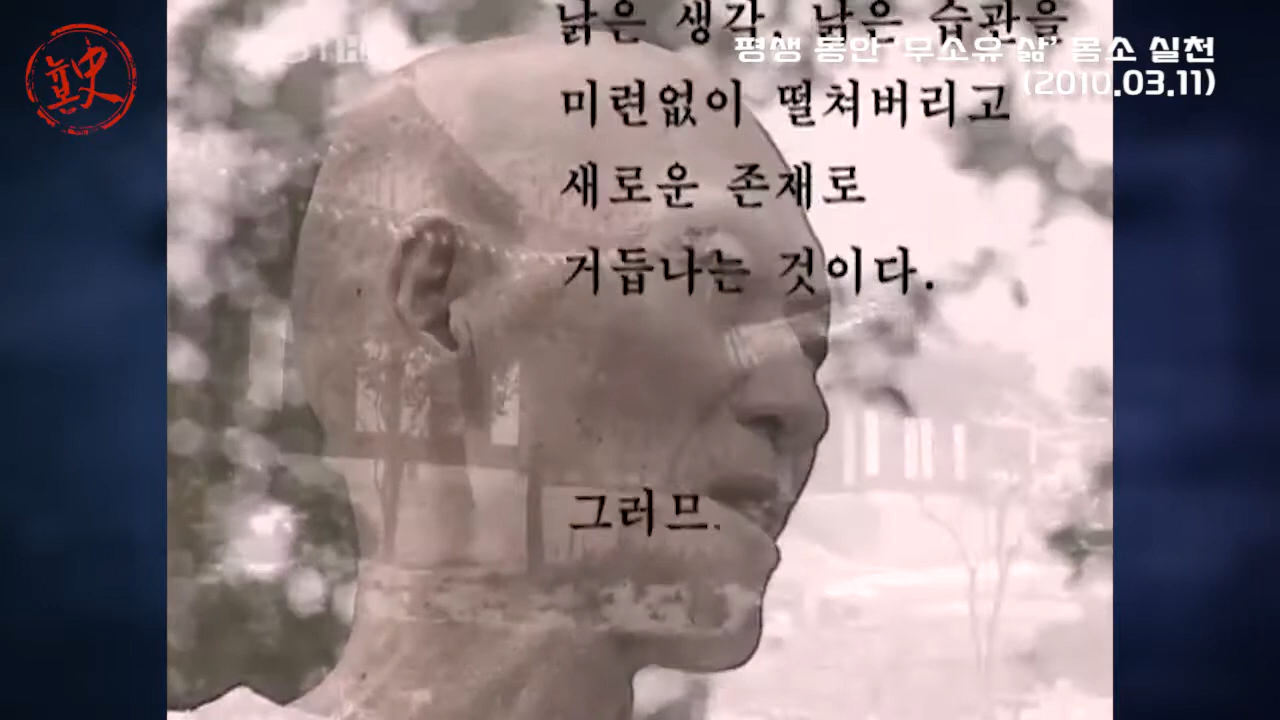 真史
평생 동안 '무소유 삶' 몸소 실천
(2010.03.11)
낡은 생각, 낡은 습관을
미련없이 떨쳐버리고
새로운 존재로
거듭나는 것이다.
그러므